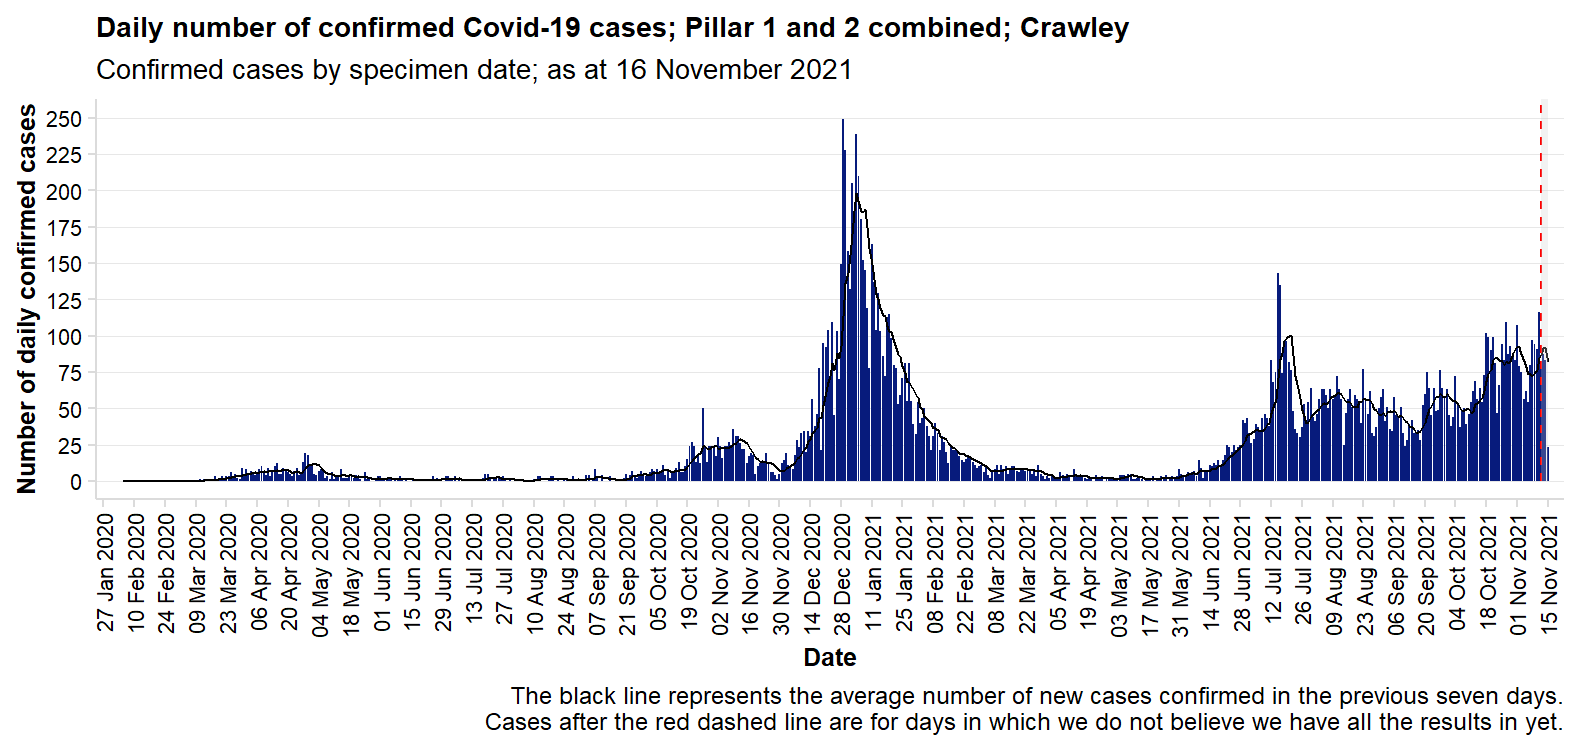 Daily number of confirmed Covid-19 cases; Pillar 1 and 2 combined; Crawley
Confirmed cases by specimen date; as at 16 November 2021
Number of daily confirmed cases
250
225
200
175
150
125
100
75
50
25
0
27 Jan 2020
10 Feb 2020
24 Feb 2020
09 Mar 2020
23 Mar 2020
06 Apr 2020
20 Apr 2020
04 May 2020
18 May 2020
01 Jun 2020
15 Jun 2020
29 Jun 2020
13 Jul 2020
27 Jul 2020
10 Aug 2020
24 Aug 2020
07 Sep 2020
21 Sep 2020
05 Oct 2020
19 Oct 2020
02 Nov 2020
16 Nov 2020
30 Nov 2020
14 Dec 2020
28 Dec 2020
11 Jan 2021
25 Jan 2021
08 Feb 2021
22 Feb 2021
08 Mar 2021
22 Mar 2021
05 Apr 2021
19 Apr 2021
03 May 2021
17 May 2021
31 May 2021
14 Jun 2021
28 Jun 2021
12 Jul 2021
26 Jul 2021
09 Aug 2021
23 Aug 2021
06 Sep 2021
20 Sep 2021
04 Oct 2021
18 Oct 2021
01 Nov 2021
15 Nov 2021
Date
The black line represents the average number of new cases confirmed in the previous seven days.
Cases after the red dashed line are for days in which we do not believe we have all the results in yet.